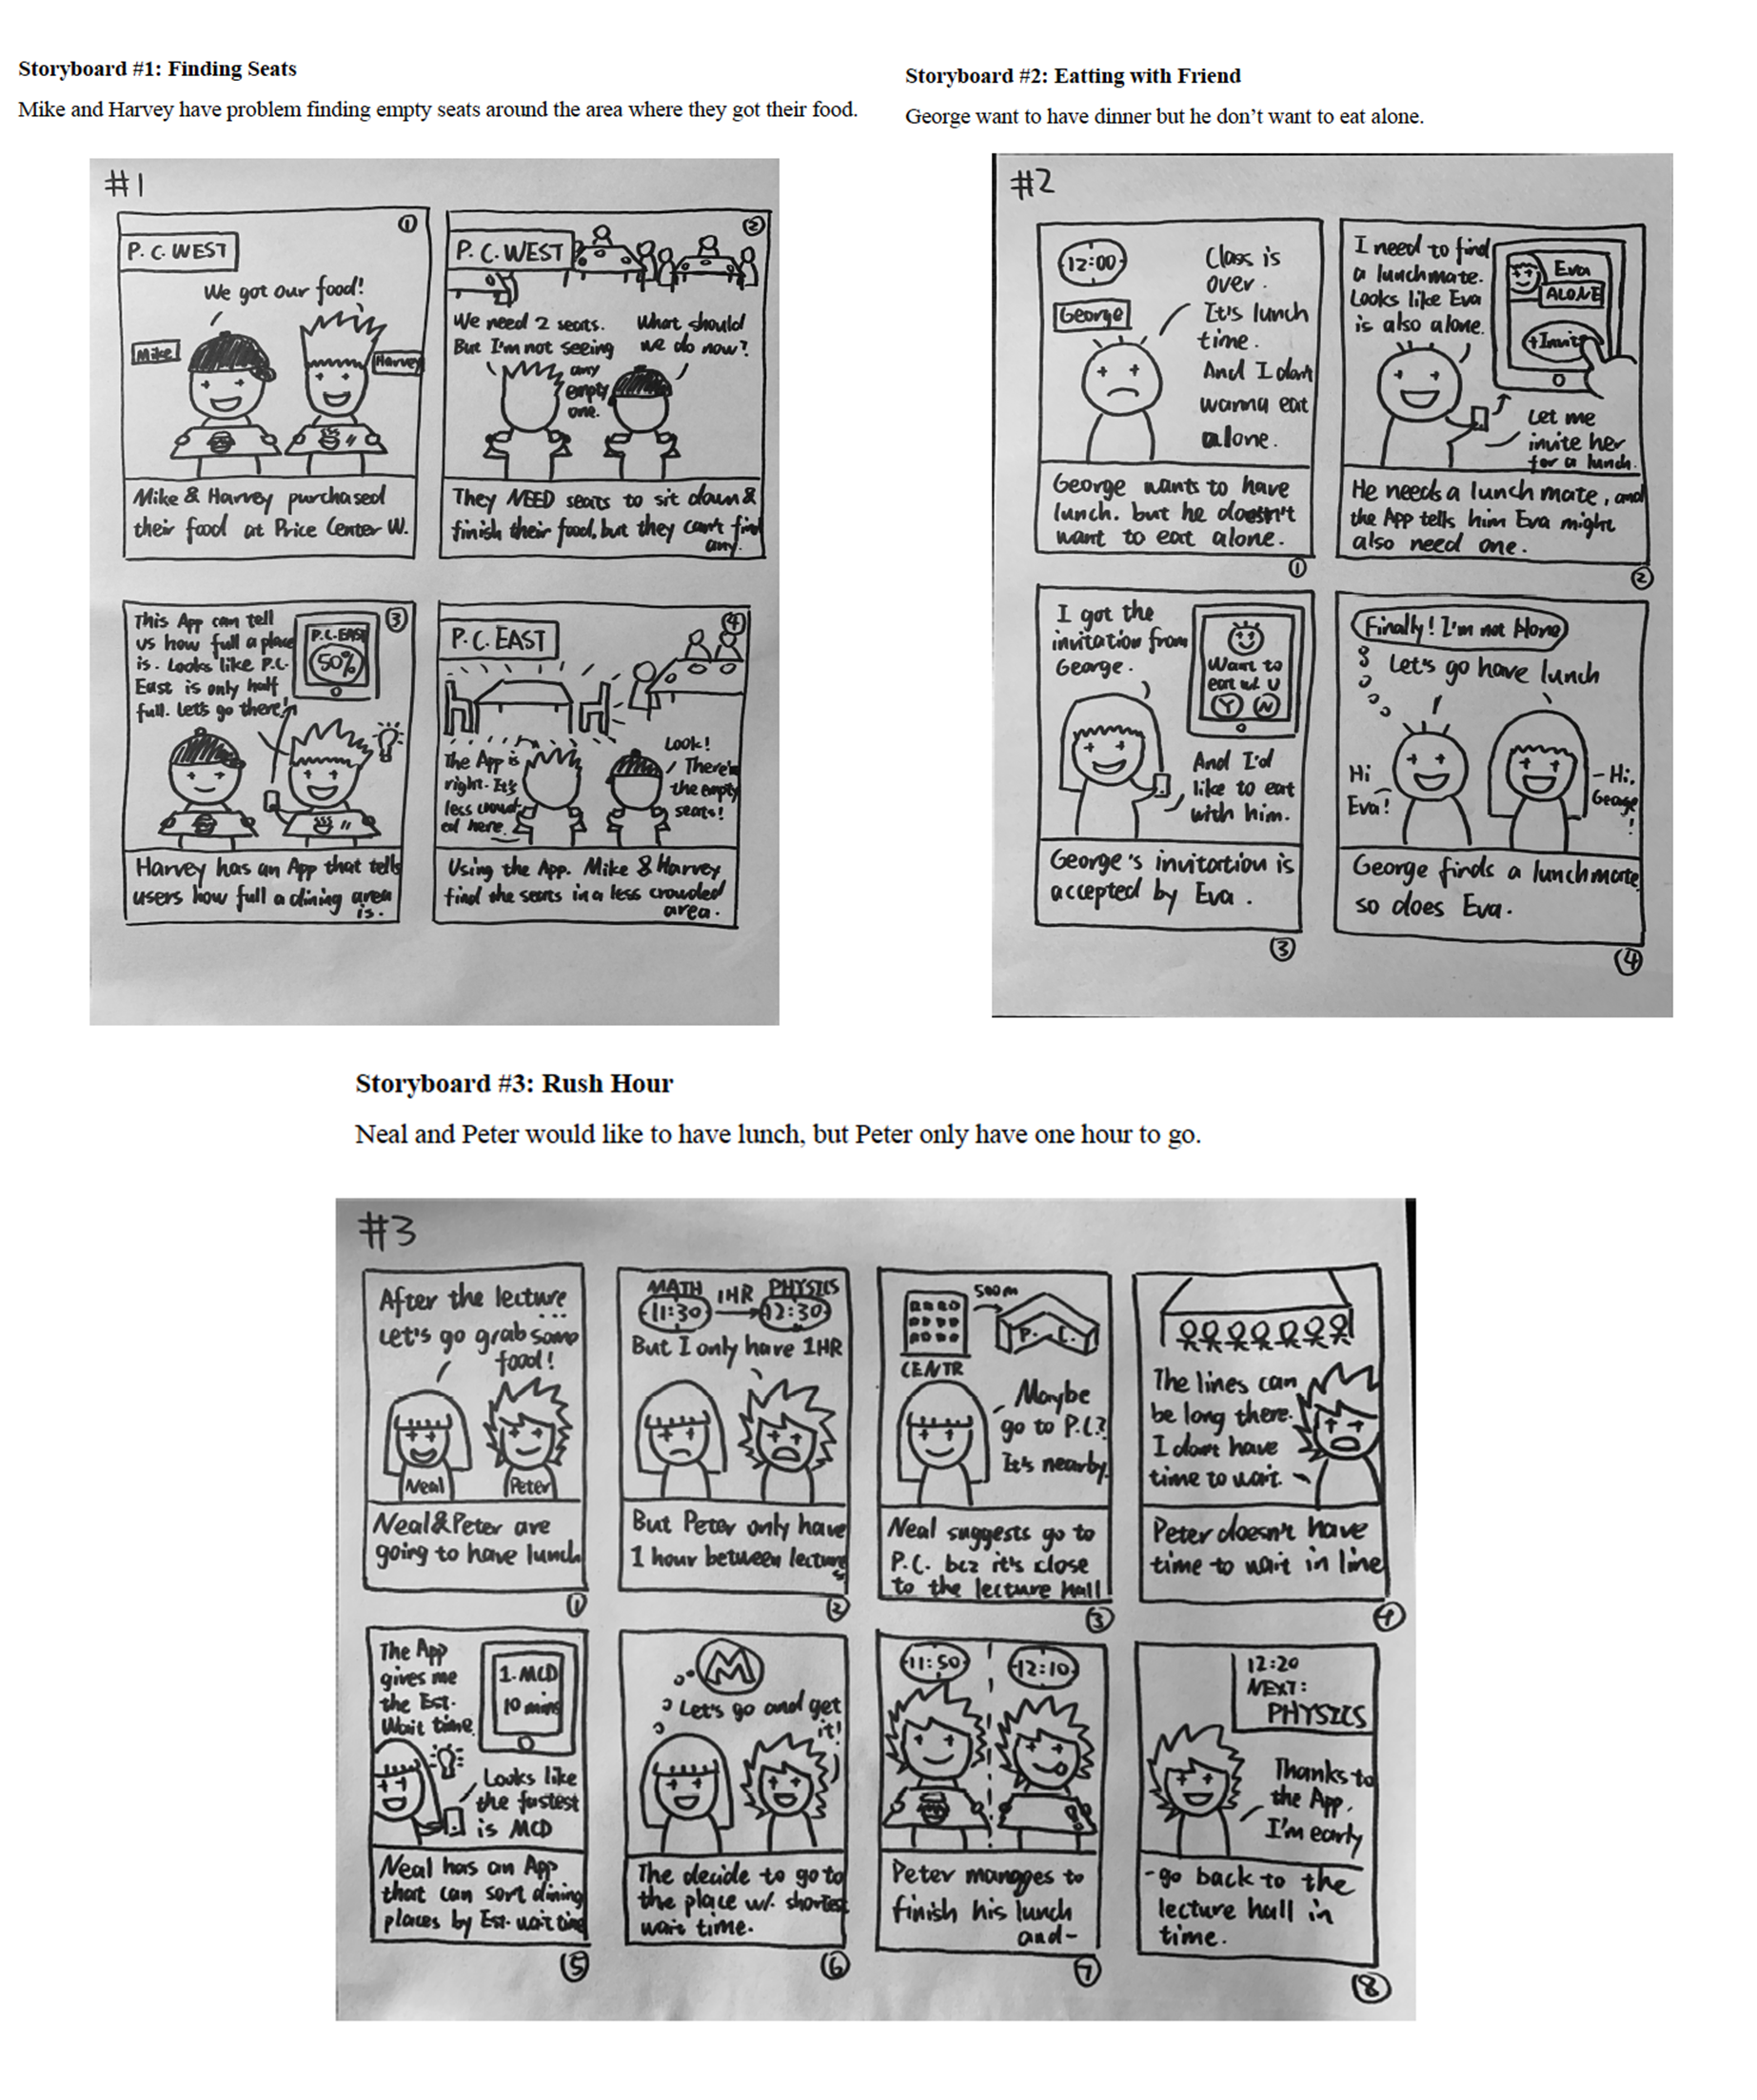 Storyboard #1: Finding Seats
Mike and Harvey have problem finding empty seats around the area where they got their food.
#1
①
P.C.WEST
We got our food!
Mike
Harvey
Mike & Harvey purchased
their food at Price Center W.
②
P.C.WEST
We need 2 seats.
But I'm not seeing
any
empty
one.
What should
we do now?
They NEED seats to sit down &
finish their food, but they can't find
any.
③
This App can tell
us how full a place
is. Looks like P.C.
East is only half
full. Let's go there!
P.C.EAST
50%
Harvey has an App that tells
users how full a dining area
is.
④
P.C.EAST
The App is
right. It's
less crowd
ed here.
Look!
There're
the empty
seats!
Using the App. Mike & Harvey
find the seats in a less crowded
area.
Storyboard #2: Eatting with Friend
George want to have dinner but he don't want to eat alone.
#2
12:00
George
Class is
over.
It's lunch
time.
And I don't
wanna eat
alone.
George wants to have
lunch. but he doesn't
want to eat alone.
①
I need to find
a lunchmate.
Looks like Eva
is also alone.
Eva
ALONE
+Invite
Let me
invite her
for a lunch.
He needs a lunch mate, and
the App tells him Eva might
also need one.
②
I got the
invitation from
George.
Want to
eat w/ U
Y N
And I'd
like to eat
with him.
George's invitation is
accepted by Eva.
③
Finally! I'm not alone
Let's go have lunch
Hi
Eva!
Hi,
George
!
George finds a lunchmate
so does Eva.
④
Storyboard #3: Rush Hour
Neal and Peter would like to have lunch, but Peter only have one hour to go.
#3
After the lecture...
Let's go grab some
food!
Neal
Peter
Neal&Peter are
going to have lunch
①
MATH 1HR PHYSICS
11:30 12:30
But I only have 1HR
But Peter only have
1 hour between lectures
②
500m
P.C.
CENTR
Maybe
go to P.C?
It's nearby.
Neal suggests go to
P.C. bcz it's close
to the lecture hall
③
The lines can
be long there.
I don't have
time to wait.
Peter doesn't have
time to wait in line
4
The App
gives me
the Est.
Wait time
1. MCD
10 mins
Looks like
the fastest
is MCD
Neal has an App
that can sort dining
places by Est. wait time
⑤
M
Let's go and get
it!
The decide to go to
the place w/. shortest
wait time.
⑥
11:50
12:10
Peter manages to
finish his lunch
and-
⑦
12:20
NEXT:
PHYSICS
Thanks to
the App,
I'm early
-go back to the
lecture hall in
time.
⑧